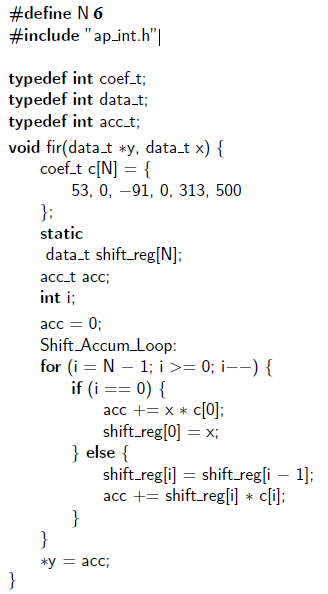 #define N 6
#include "ap_int.h"|
typedef int coef_t;
typedef int data_t;
typedef int acc_t;
void fir(data_t *y, data_t x) {
coef_t c[N] = {
53, 0, −91, 0, 313, 500
};
static
data_t shift_reg[N];
acc_t acc;
int i;
acc = 0;
Shift_Accum_Loop:
for (i = N − 1; i >= 0; i−−) {
if (i == 0) {
acc += x * c[0];
shift_reg[0] = x;
} else {
shift_reg[i] = shift_reg[i − 1];
acc += shift_reg[i] * c[i];
}
}
*y = acc;
}